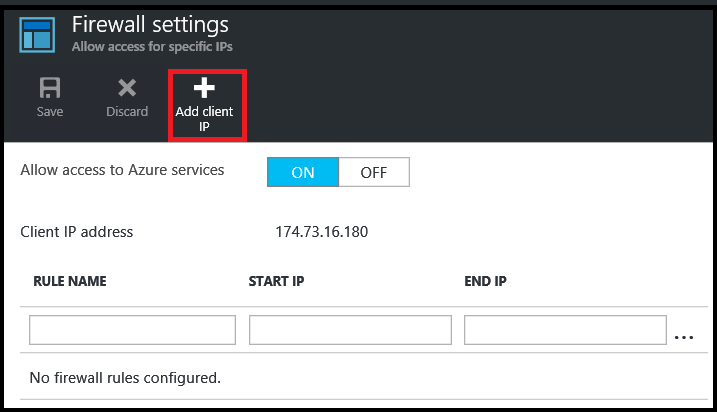 Firewall settings
Allow access for specific IPs
Save
Discard
Add client
IP
Allow access to Azure services
ON
OFF
Client IP address
174.73.16.180
RULE NAME
START IP
END IP
...
No firewall rules configured.